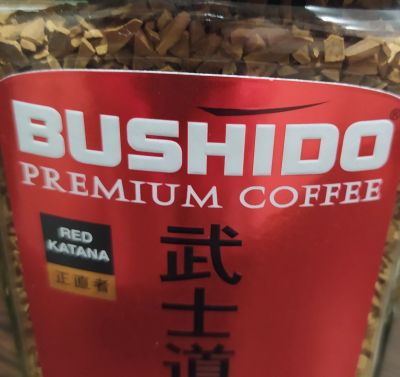 BUSHIDO
PREMIUM COFFEE
RED
KATANA
正直者
武士道